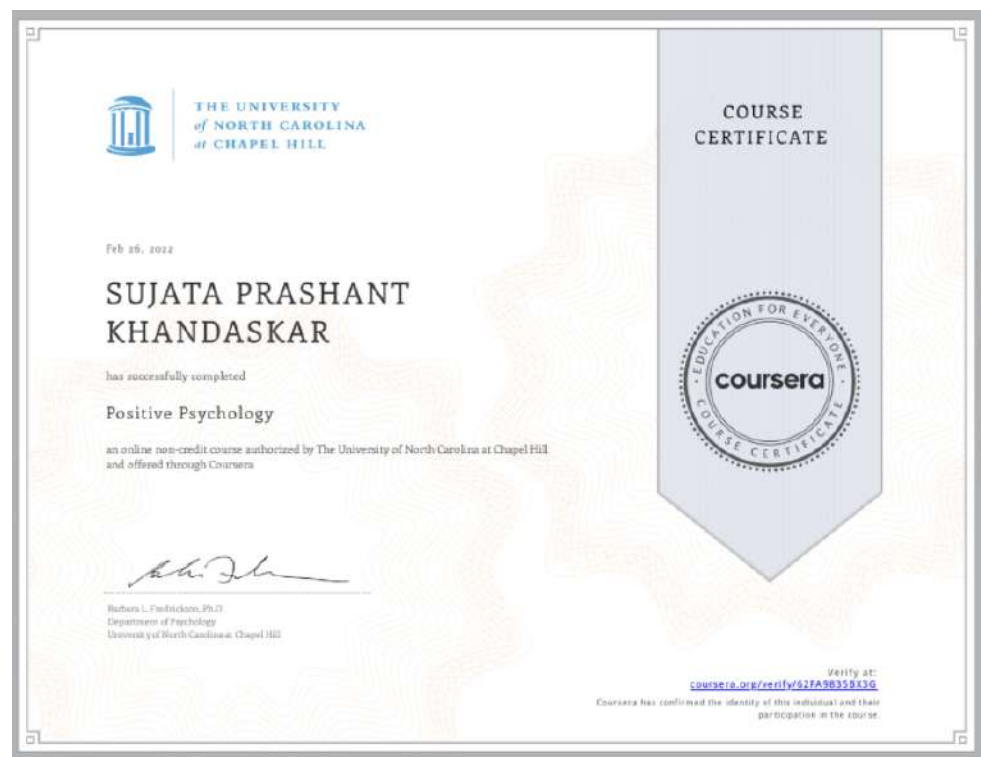 THE UNIVERSITY
of NORTH CAROLINA
at CHAPEL HILL
COURSE
CERTIFICATE
Feb 26, 2022
SUJATA PRASHANT
KHANDASKAR
has successfully completed
Positive Psychology
an online non-credit course authorized by The University of North Carolina at Chapel Hill
and offered through Coursera
EDUCATION FOR EVERYONE
coursera
COURSE CERTIFICATE
Barbara L. Fredrickson, Ph.D.
Department of Psychology
University of North Carolina at Chapel Hill
Verify at:
coursera.org/verify/62FA9B35BX3G
Coursera has confirmed the identity of this individual and their
participation in the course.